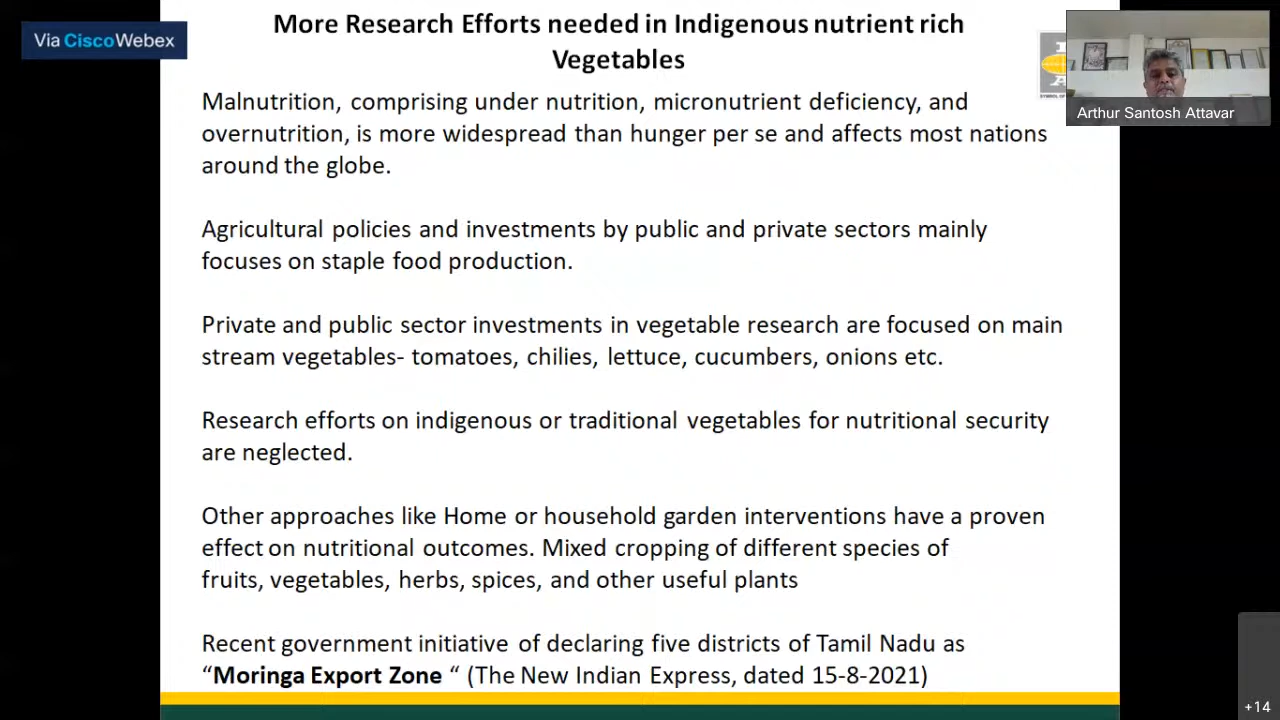 Via CiscoWebex
More Research Efforts needed in Indigenous nutrient rich
Vegetables
Arthur Santosh Attavar
Malnutrition, comprising under nutrition, micronutrient deficiency, and
overnutrition, is more widespread than hunger per se and affects most nations
around the globe.
Agricultural policies and investments by public and private sectors mainly
focuses on staple food production.
Private and public sector investments in vegetable research are focused on main
stream vegetables- tomatoes, chilies, lettuce, cucumbers, onions etc.
Research efforts on indigenous or traditional vegetables for nutritional security
are neglected.
Other approaches like Home or household garden interventions have a proven
effect on nutritional outcomes. Mixed cropping of different species of
fruits, vegetables, herbs, spices, and other useful plants
Recent government initiative of declaring five districts of Tamil Nadu as
“Moringa Export Zone “ (The New Indian Express, dated 15-8-2021)
+14